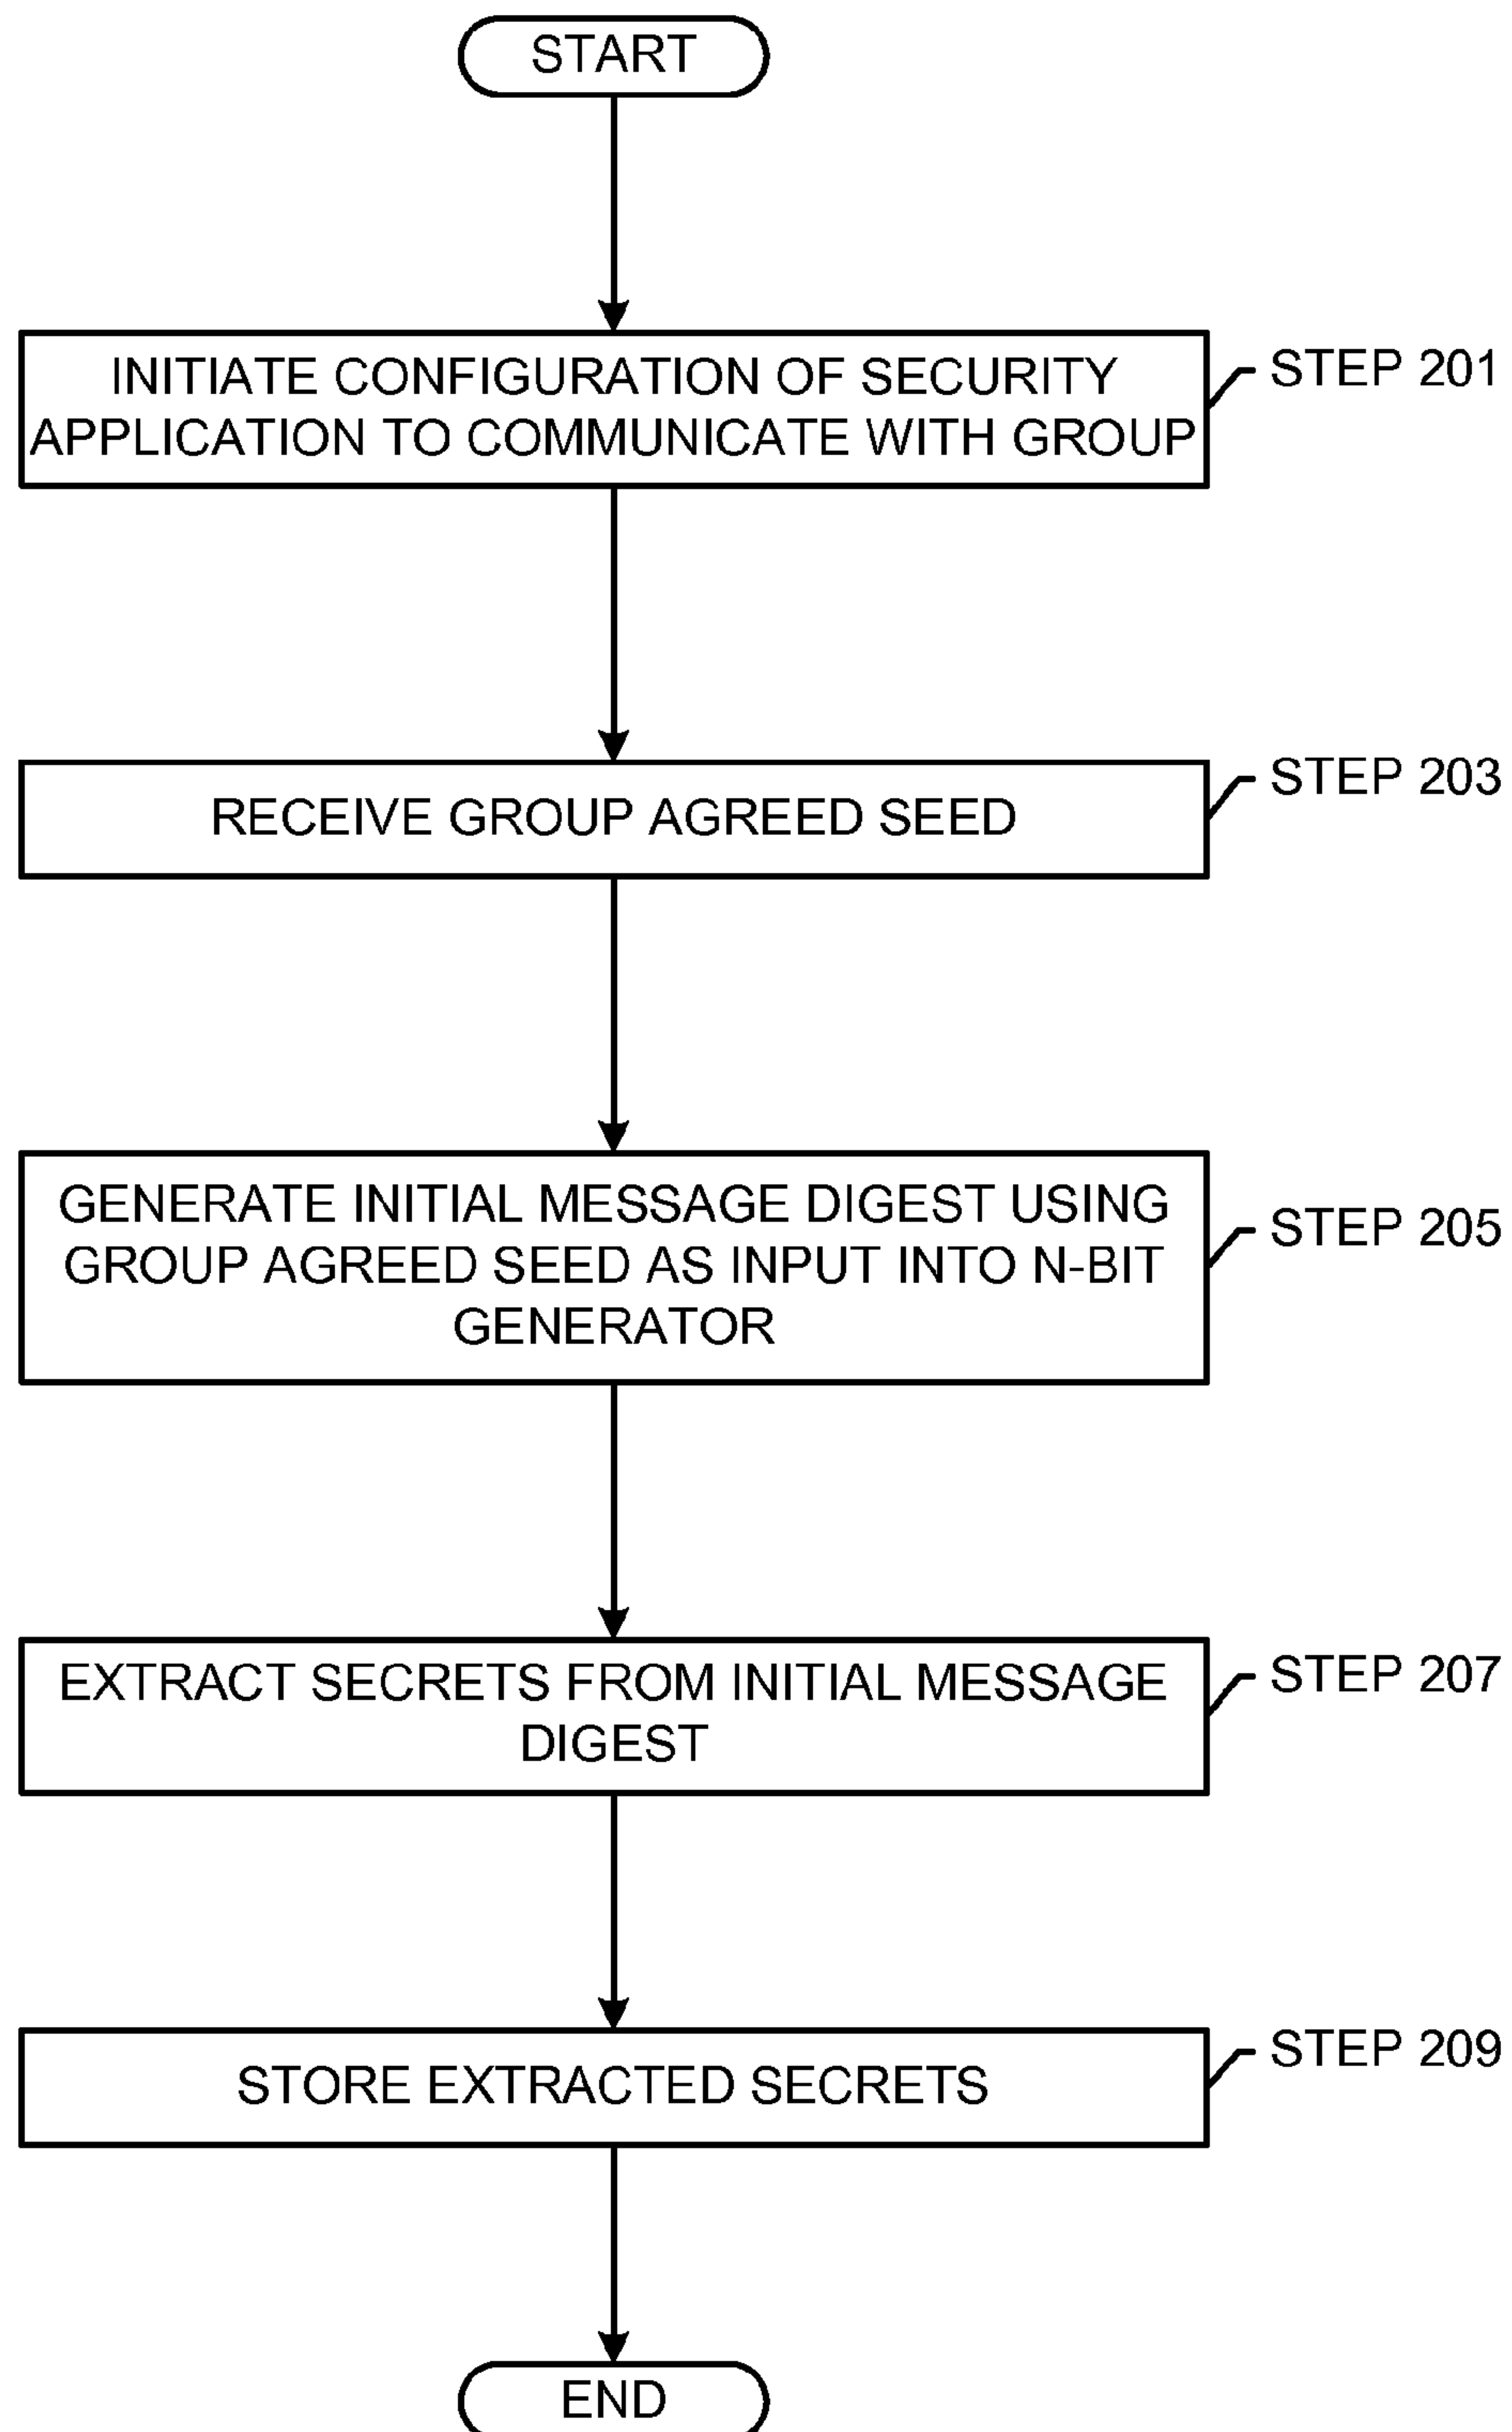 START
INITIATE CONFIGURATION OF SECURITY
APPLICATION TO COMMUNICATE WITH GROUP
STEP 201
RECEIVE GROUP AGREED SEED
STEP 203
GENERATE INITIAL MESSAGE DIGEST USING
GROUP AGREED SEED AS INPUT INTO N-BIT
GENERATOR
STEP 205
EXTRACT SECRETS FROM INITIAL MESSAGE
DIGEST
STEP 207
STORE EXTRACTED SECRETS
STEP 209
END